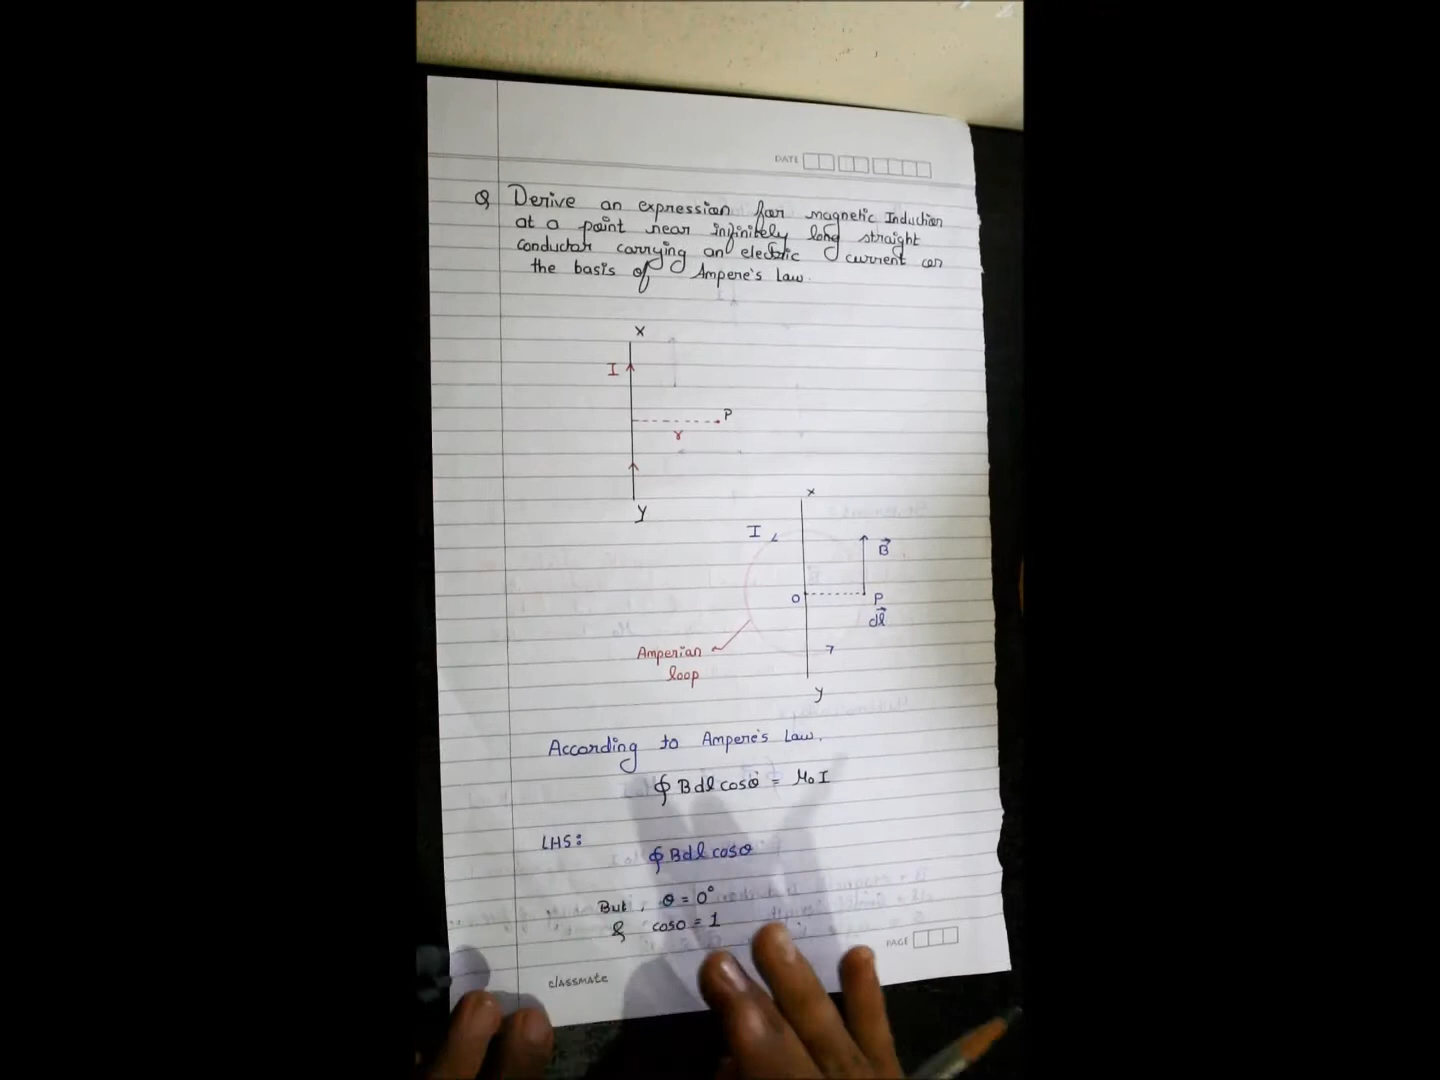 DATE
Q Derive an expression for magnetic Induction
at a point near infinitely long straight
conductor carrying an electric current on
the basis of Ampere's Law.
X
I
P
r
Y
X
I
B
O
P
dl
Amperian
loop
Y
According to Ampere's Law.
∮ B dl cosθ = μ₀ I
LHS:
∮ B dl cosθ
But, θ = 0°
& cos0 = 1
PAGE
classmate